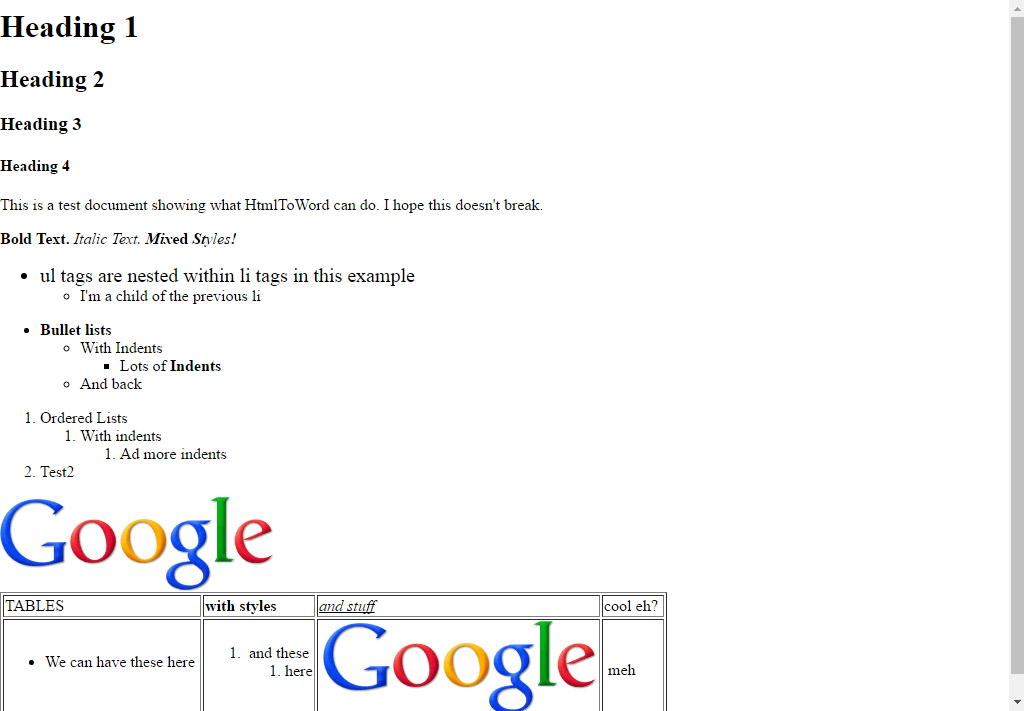 Heading 1
Heading 2
Heading 3
Heading 4
This is a test document showing what HtmlToWord can do. I hope this doesn't break.
Bold Text. Italic Text. Mixed Styles!
• ul tags are nested within li tags in this example
◦ I'm a child of the previous li
• Bullet lists
◦ With Indents
▪ Lots of Indents
◦ And back
1. Ordered Lists
1. With indents
1. Ad more indents
2. Test2
Google
TABLES with styles and stuff cool eh?
• We can have these here
1. and these
1. here
Google
meh